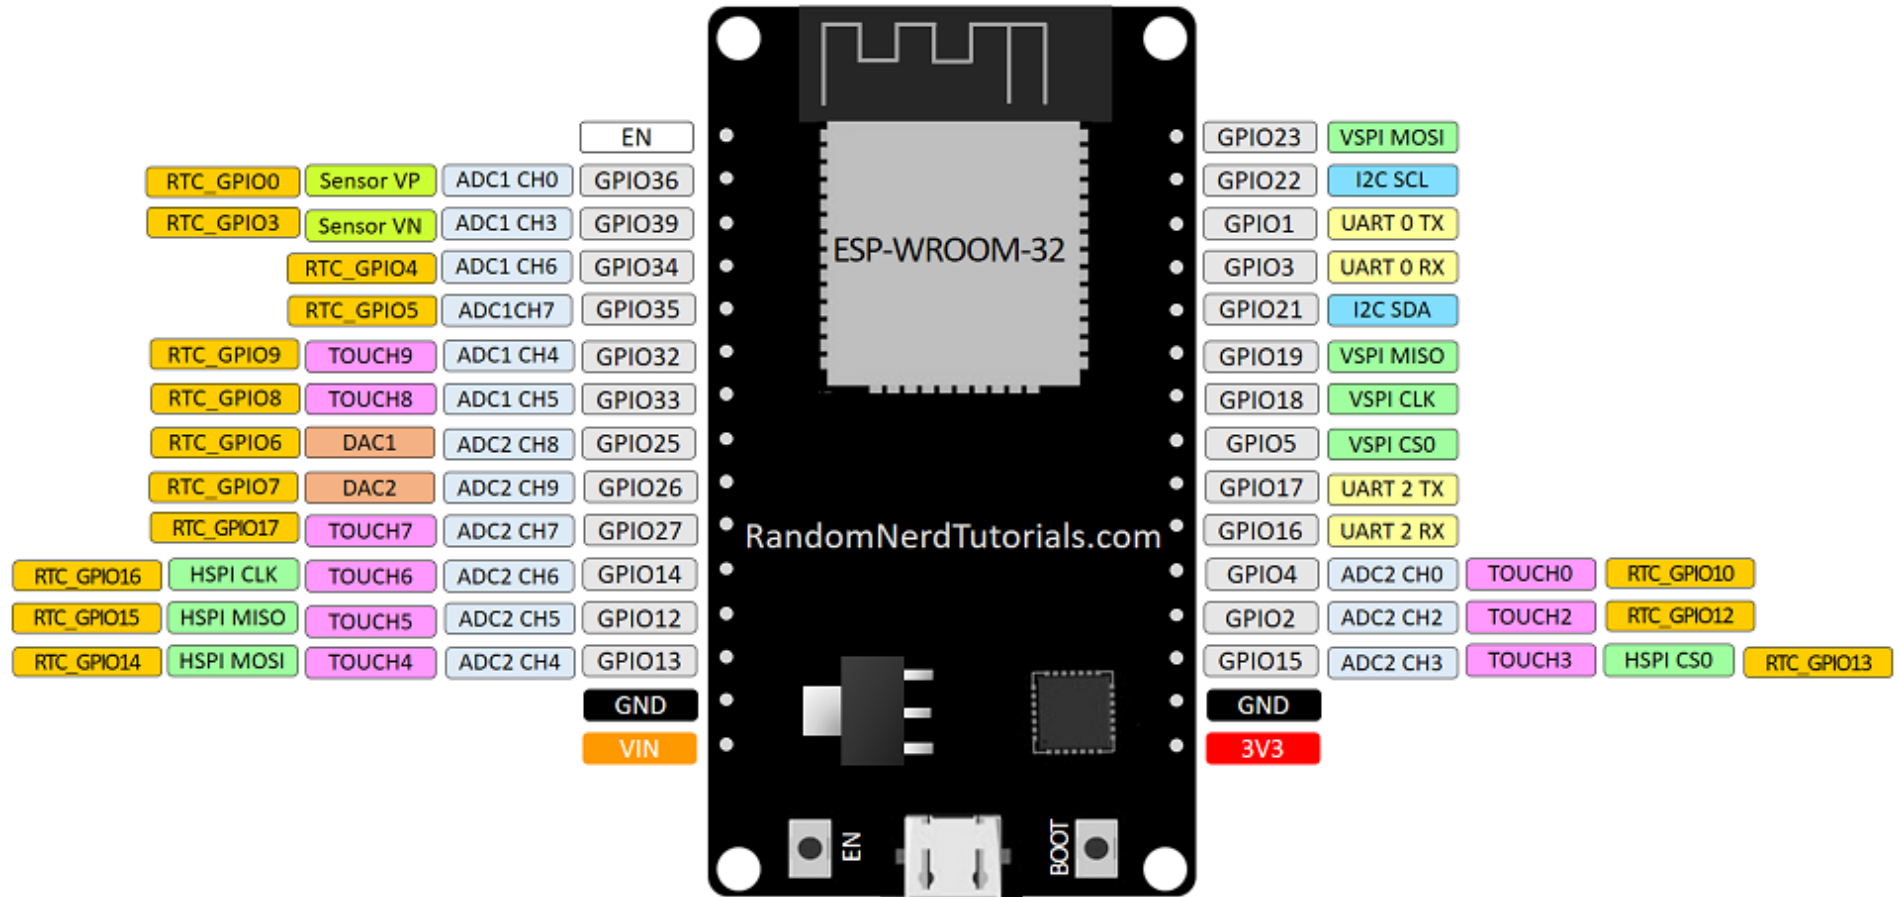 EN GPIO23 VSPI MOSI
RTC_GPIO0 Sensor VP ADC1 CH0 GPIO36 GPIO22 I2C SCL
RTC_GPIO3 Sensor VN ADC1 CH3 GPIO39 GPIO1 UART 0 TX
ESP-WROOM-32
RTC_GPIO4 ADC1 CH6 GPIO34 GPIO3 UART 0 RX
RTC_GPIO5 ADC1CH7 GPIO35 GPIO21 I2C SDA
RTC_GPIO9 TOUCH9 ADC1 CH4 GPIO32 GPIO19 VSPI MISO
RTC_GPIO8 TOUCH8 ADC1 CH5 GPIO33 GPIO18 VSPI CLK
RTC_GPIO6 DAC1 ADC2 CH8 GPIO25 GPIO5 VSPI CS0
RTC_GPIO7 DAC2 ADC2 CH9 GPIO26 GPIO17 UART 2 TX
RTC_GPIO17 TOUCH7 ADC2 CH7 GPIO27 RandomNerdTutorials.com GPIO16 UART 2 RX
RTC_GPIO16 HSPI CLK TOUCH6 ADC2 CH6 GPIO14 GPIO4 ADC2 CH0 TOUCH0 RTC_GPIO10
RTC_GPIO15 HSPI MISO TOUCH5 ADC2 CH5 GPIO12 GPIO2 ADC2 CH2 TOUCH2 RTC_GPIO12
RTC_GPIO14 HSPI MOSI TOUCH4 ADC2 CH4 GPIO13 GPIO15 ADC2 CH3 TOUCH3 HSPI CS0 RTC_GPIO13
GND GND
VIN 3V3
EN BOOT